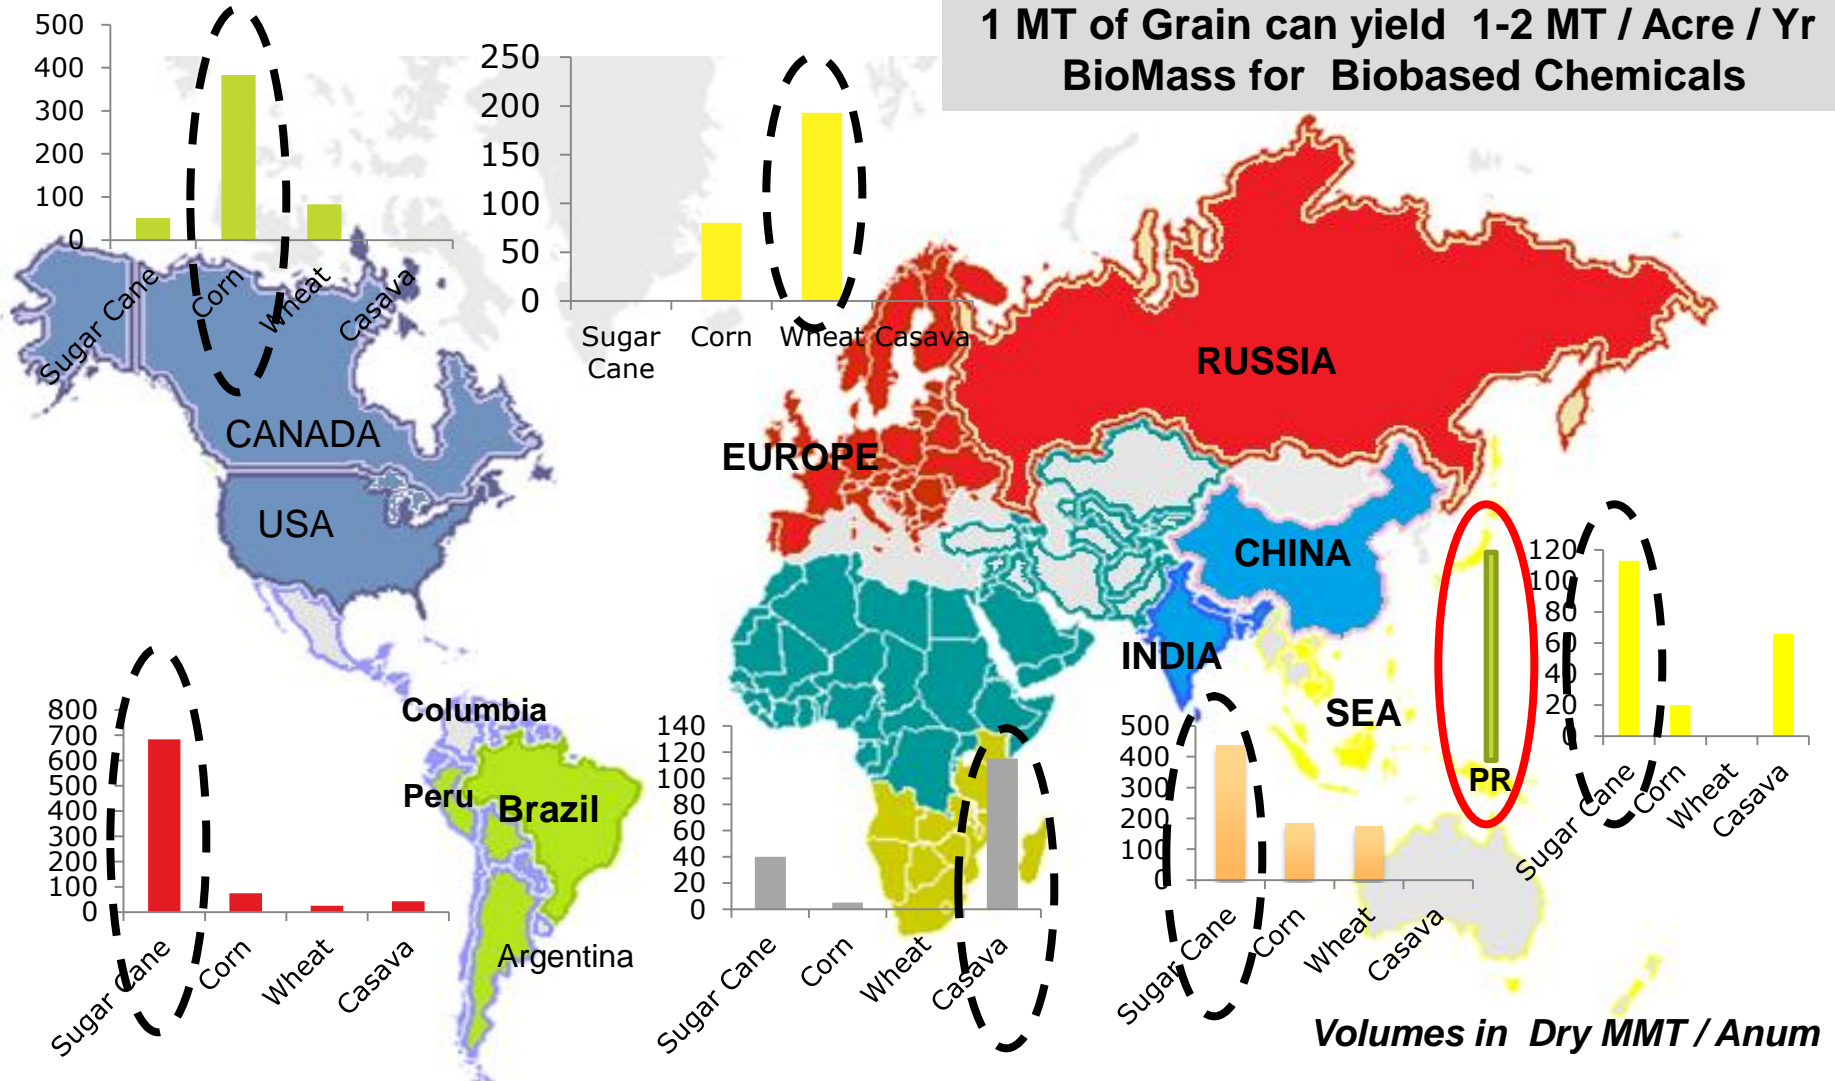 1 MT of Grain can yield 1-2 MT / Acre / Yr
BioMass for Biobased Chemicals
500
400
300
200
100
0
Sugar Cane
Corn
Wheat
Casava
250
200
150
100
50
0
Sugar
Cane
Corn
Wheat
Casava
RUSSIA
CANADA
EUROPE
USA
CHINA
INDIA
SEA
PR
120
100
80
60
40
20
0
Sugar Cane
Corn
Wheat
Casava
Columbia
Peru
Brazil
Argentina
800
700
600
500
400
300
200
100
0
Sugar Cane
Corn
Wheat
Casava
140
120
100
80
60
40
20
0
Sugar Cane
Corn
Wheat
Casava
500
400
300
200
100
0
Sugar Cane
Corn
Wheat
Casava
Volumes in Dry MMT / Anum